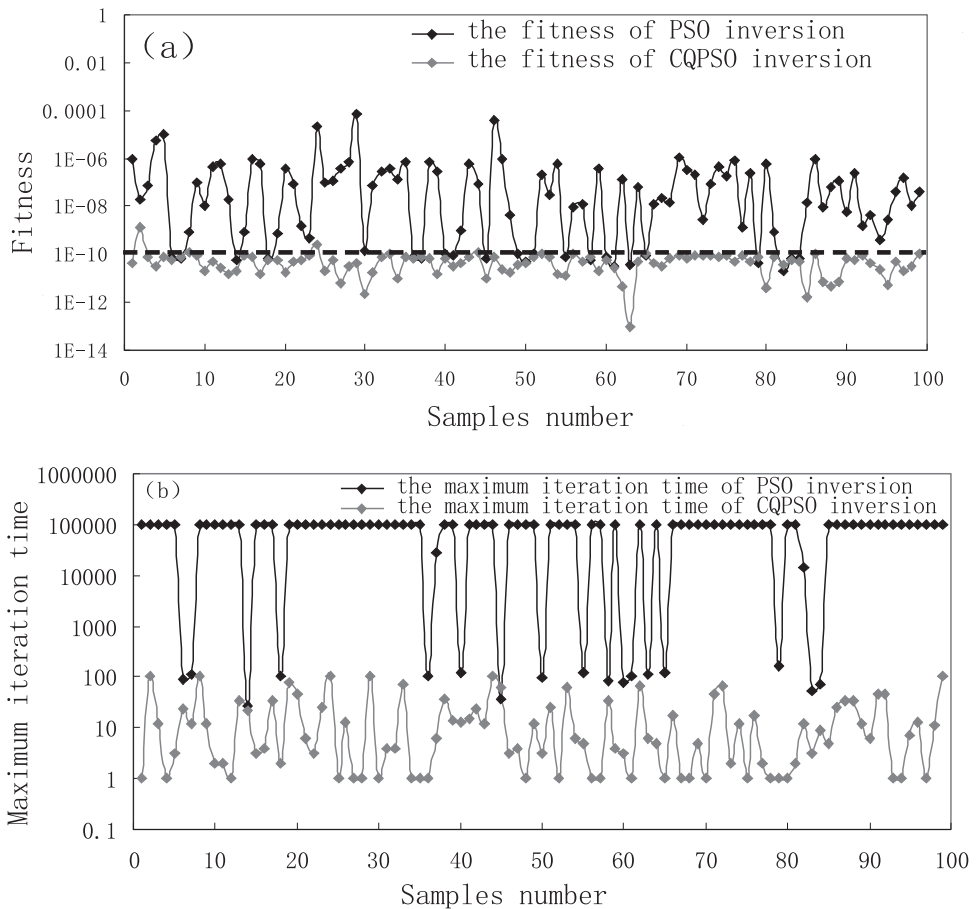 1
(a)
the fitness of PSO inversion
the fitness of CQPSO inversion
0.01
0.0001
1E-06
1E-08
1E-10
1E-12
1E-14
Fitness
0 10 20 30 40 50 60 70 80 90 100
Samples number
1000000
(b)
the maximum iteration time of PSO inversion
the maximum iteration time of CQPSO inversion
100000
10000
1000
100
10
1
0.1
Maximum iteration time
0 10 20 30 40 50 60 70 80 90 100
Samples number